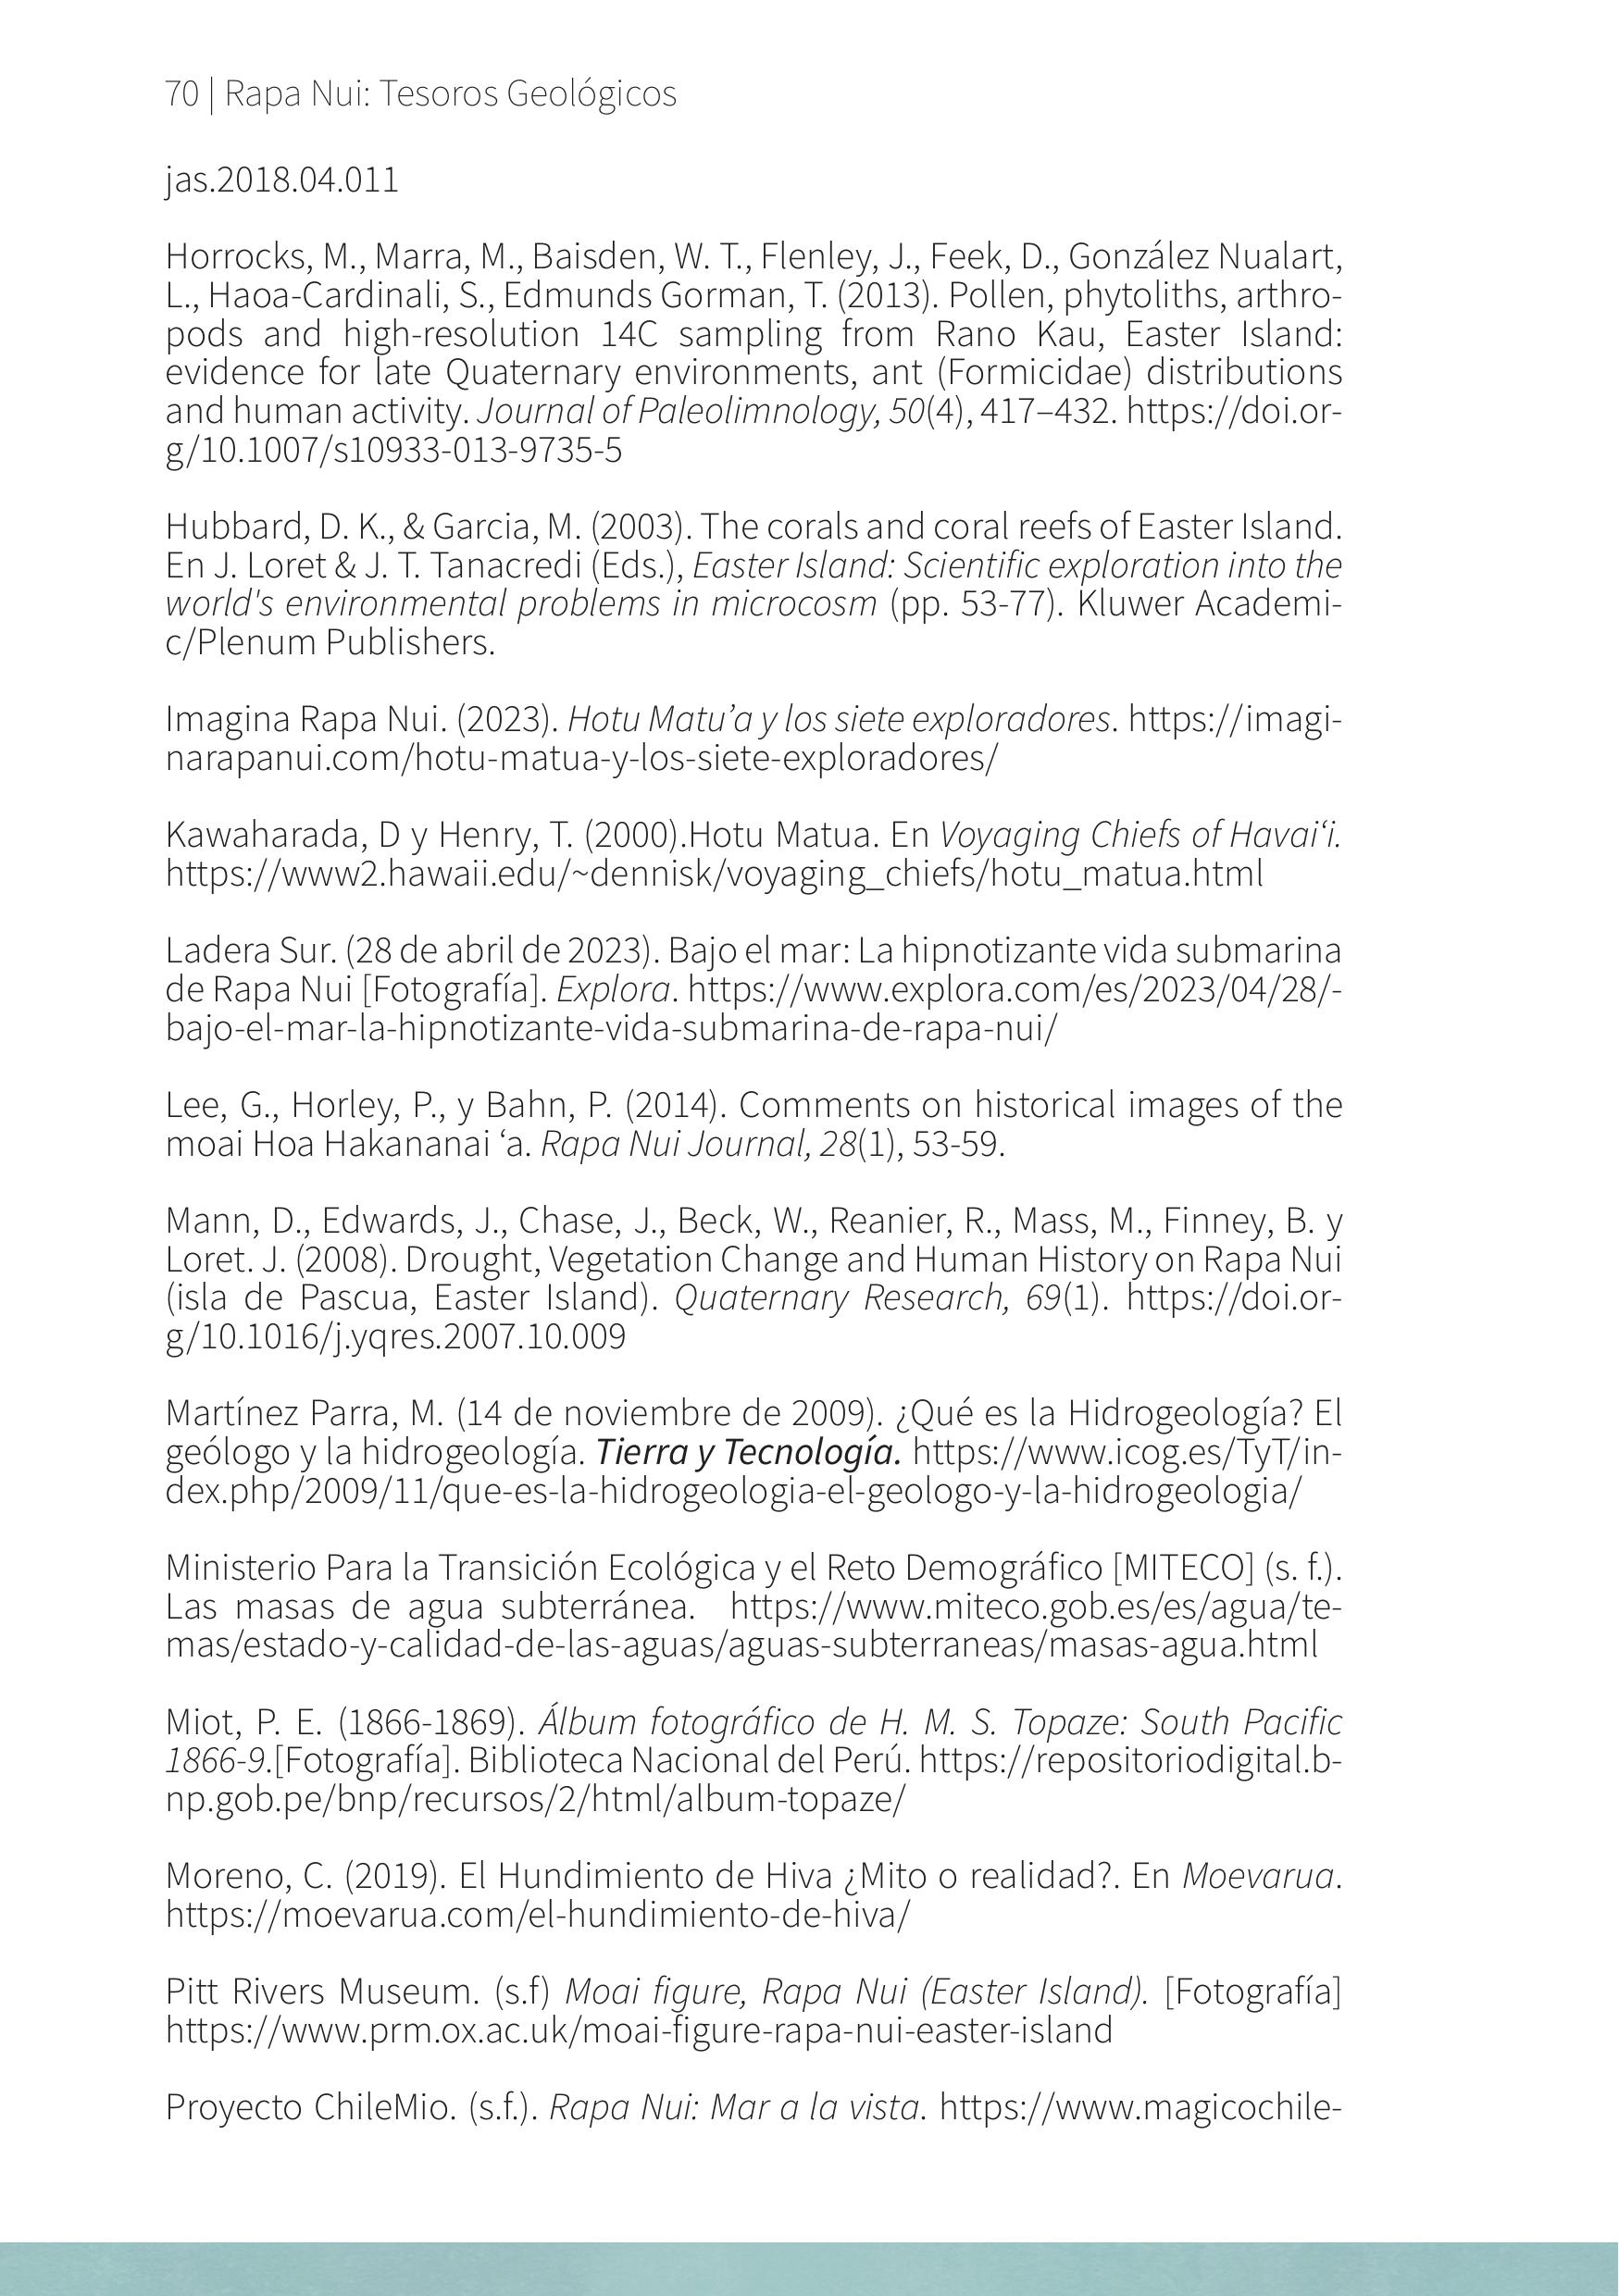 70 | Rapa Nui: Tesoros Geológicos
jas.2018.04.011
Horrocks, M., Marra, M., Baisden, W. T., Flenley, J., Feek, D., González Nualart,
L., Haoa-Cardinali, S., Edmunds Gorman, T. (2013). Pollen, phytoliths, arthro-
pods and high-resolution 14C sampling from Rano Kau, Easter Island:
evidence for late Quaternary environments, ant (Formicidae) distributions
and human activity. Journal of Paleolimnology, 50(4), 417–432. https://doi.or-
g/10.1007/s10933-013-9735-5
Hubbard, D. K., & Garcia, M. (2003). The corals and coral reefs of Easter Island.
En J. Loret & J. T. Tanacredi (Eds.), Easter Island: Scientific exploration into the
world's environmental problems in microcosm (pp. 53-77). Kluwer Academi-
c/Plenum Publishers.
Imagina Rapa Nui. (2023). Hotu Matu’a y los siete exploradores. https://imagi-
narapanui.com/hotu-matua-y-los-siete-exploradores/
Kawaharada, D y Henry, T. (2000).Hotu Matua. En Voyaging Chiefs of Havai‘i.
https://www2.hawaii.edu/~dennisk/voyaging_chiefs/hotu_matua.html
Ladera Sur. (28 de abril de 2023). Bajo el mar: La hipnotizante vida submarina
de Rapa Nui [Fotografía]. Explora. https://www.explora.com/es/2023/04/28/-
bajo-el-mar-la-hipnotizante-vida-submarina-de-rapa-nui/
Lee, G., Horley, P., y Bahn, P. (2014). Comments on historical images of the
moai Hoa Hakananai ‘a. Rapa Nui Journal, 28(1), 53-59.
Mann, D., Edwards, J., Chase, J., Beck, W., Reanier, R., Mass, M., Finney, B. y
Loret. J. (2008). Drought, Vegetation Change and Human History on Rapa Nui
(isla de Pascua, Easter Island). Quaternary Research, 69(1). https://doi.or-
g/10.1016/j.yqres.2007.10.009
Martínez Parra, M. (14 de noviembre de 2009). ¿Qué es la Hidrogeología? El
geólogo y la hidrogeología. Tierra y Tecnología. https://www.icog.es/TyT/in-
dex.php/2009/11/que-es-la-hidrogeologia-el-geologo-y-la-hidrogeologia/
Ministerio Para la Transición Ecológica y el Reto Demográfico [MITECO] (s. f.).
Las masas de agua subterránea. https://www.miteco.gob.es/es/agua/te-
mas/estado-y-calidad-de-las-aguas/aguas-subterraneas/masas-agua.html
Miot, P. E. (1866-1869). Álbum fotográfico de H. M. S. Topaze: South Pacific
1866-9.[Fotografía]. Biblioteca Nacional del Perú. https://repositoriodigital.b-
np.gob.pe/bnp/recursos/2/html/album-topaze/
Moreno, C. (2019). El Hundimiento de Hiva ¿Mito o realidad?. En Moevarua.
https://moevarua.com/el-hundimiento-de-hiva/
Pitt Rivers Museum. (s.f) Moai figure, Rapa Nui (Easter Island). [Fotografía]
https://www.prm.ox.ac.uk/moai-figure-rapa-nui-easter-island
Proyecto ChileMio. (s.f.). Rapa Nui: Mar a la vista. https://www.magicochile-